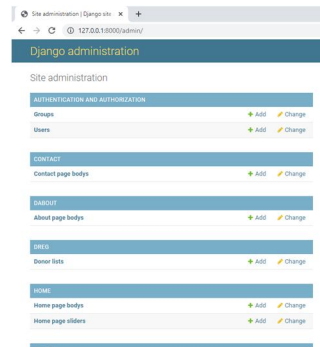 Site administration | Django site
127.0.0.1:8000/admin/
Django administration
Site administration
AUTHENTICATION AND AUTHORIZATION
Groups + Add Change
Users + Add Change
CONTACT
Contact page bodys + Add Change
DABOUT
About page bodys + Add Change
DREG
Donor lists + Add Change
HOME
Home page bodys + Add Change
Home page sliders + Add Change